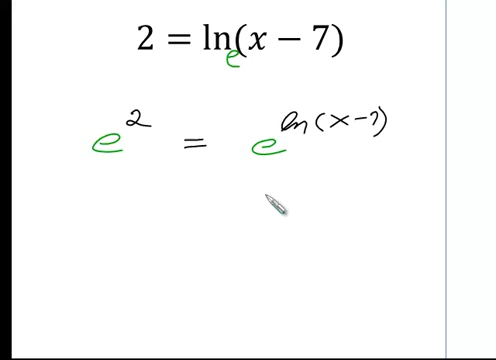 2 = ln(x − 7)
e
e^2 = e^ln(x−7)